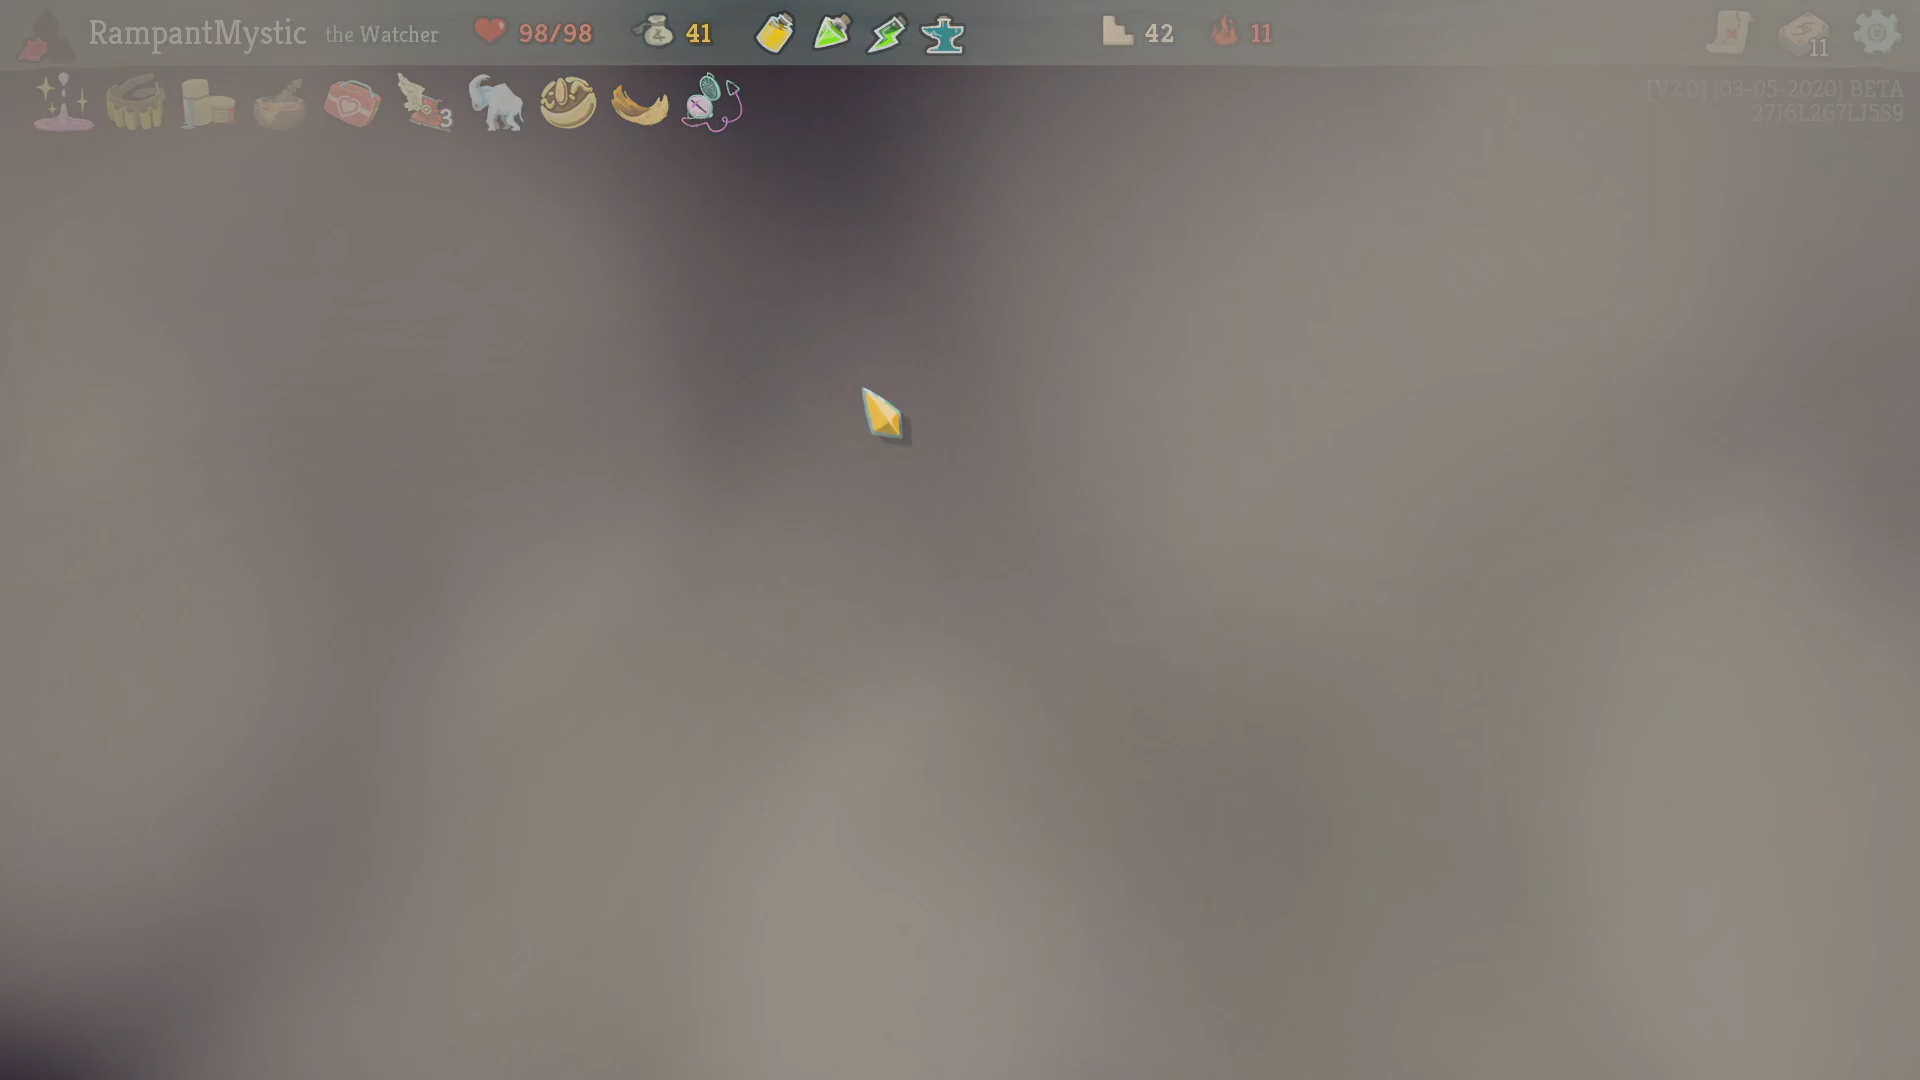 RampantMystic the Watcher 98/98 41 42 11 11
3
[V2.0] [03-05-2020] BETA
27I6L267LJ5S9